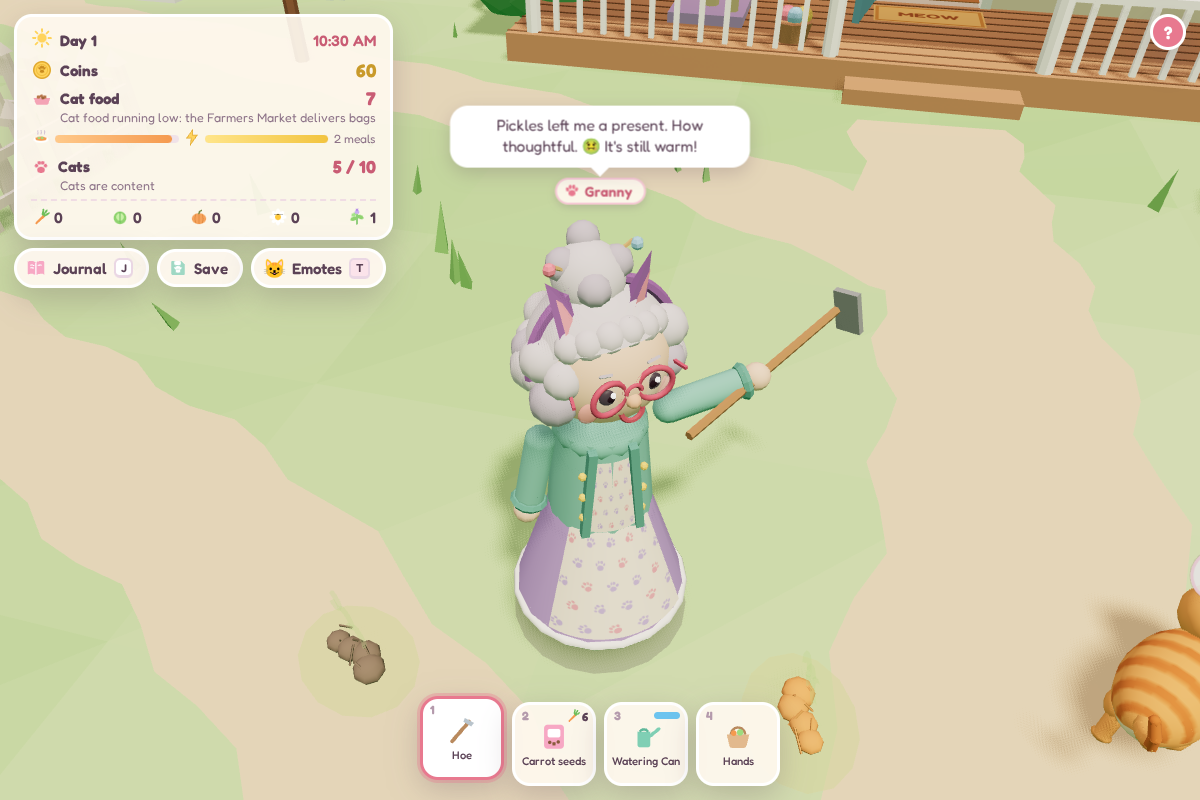 MEOW
?
Day 1 10:30 AM
Coins 60
Cat food 7
Cat food running low: the Farmers Market delivers bags
2 meals
Cats 5 / 10
Cats are content
0 0 0 0 1
Journal J Save Emotes T
Pickles left me a present. How
thoughtful. 🤢 It's still warm!
Granny
1 2 6 3 4
Hoe Carrot seeds Watering Can Hands